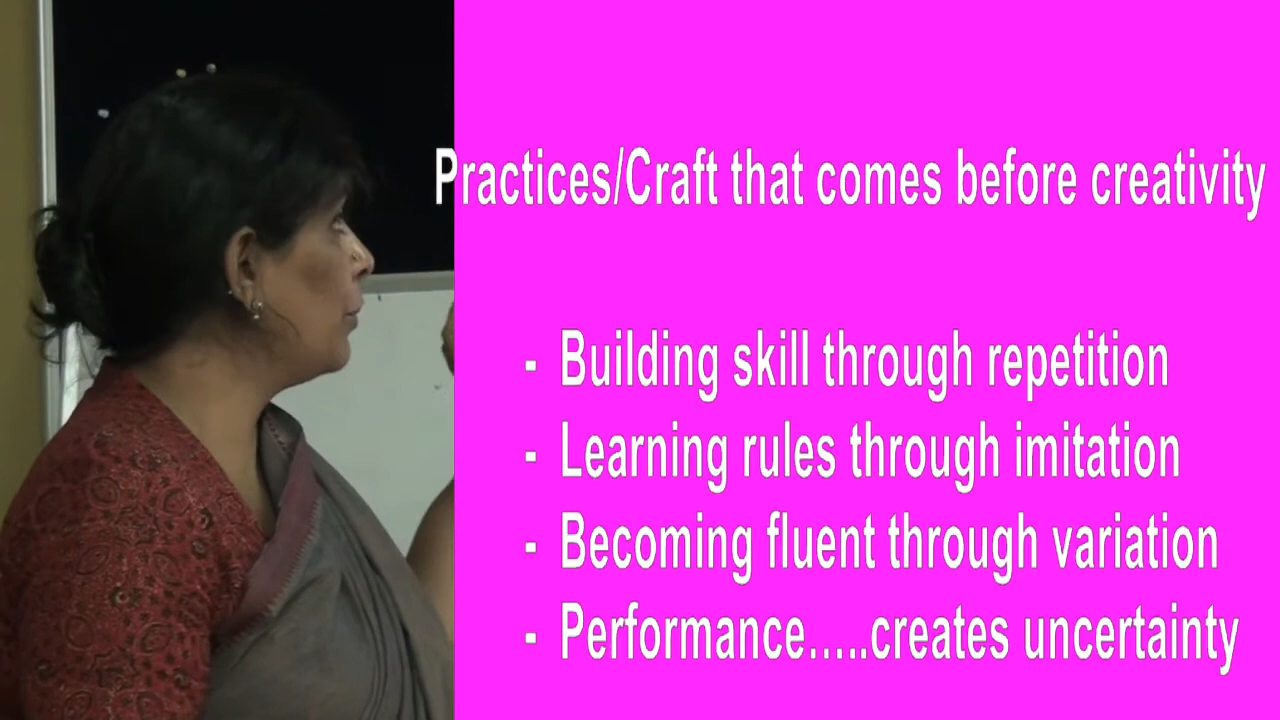 Practices/Craft that comes before creativity
- Building skill through repetition
- Learning rules through imitation
- Becoming fluent through variation
- Performance.....creates uncertainty